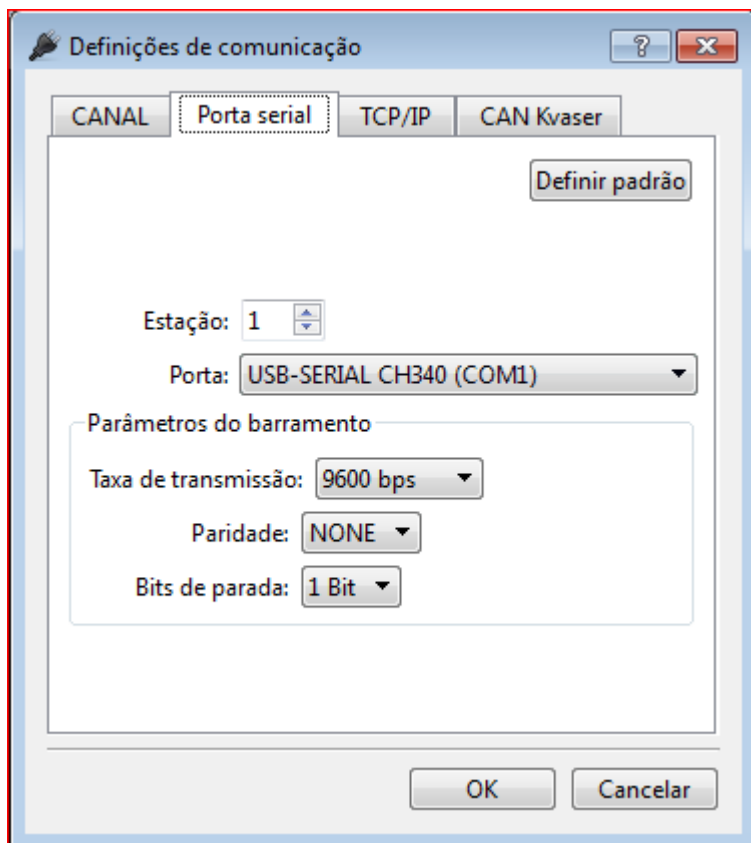 Definições de comunicação
CANAL Porta serial TCP/IP CAN Kvaser
Definir padrão
Estação: 1
Porta: USB-SERIAL CH340 (COM1)
Parâmetros do barramento
Taxa de transmissão: 9600 bps
Paridade: NONE
Bits de parada: 1 Bit
OK Cancelar